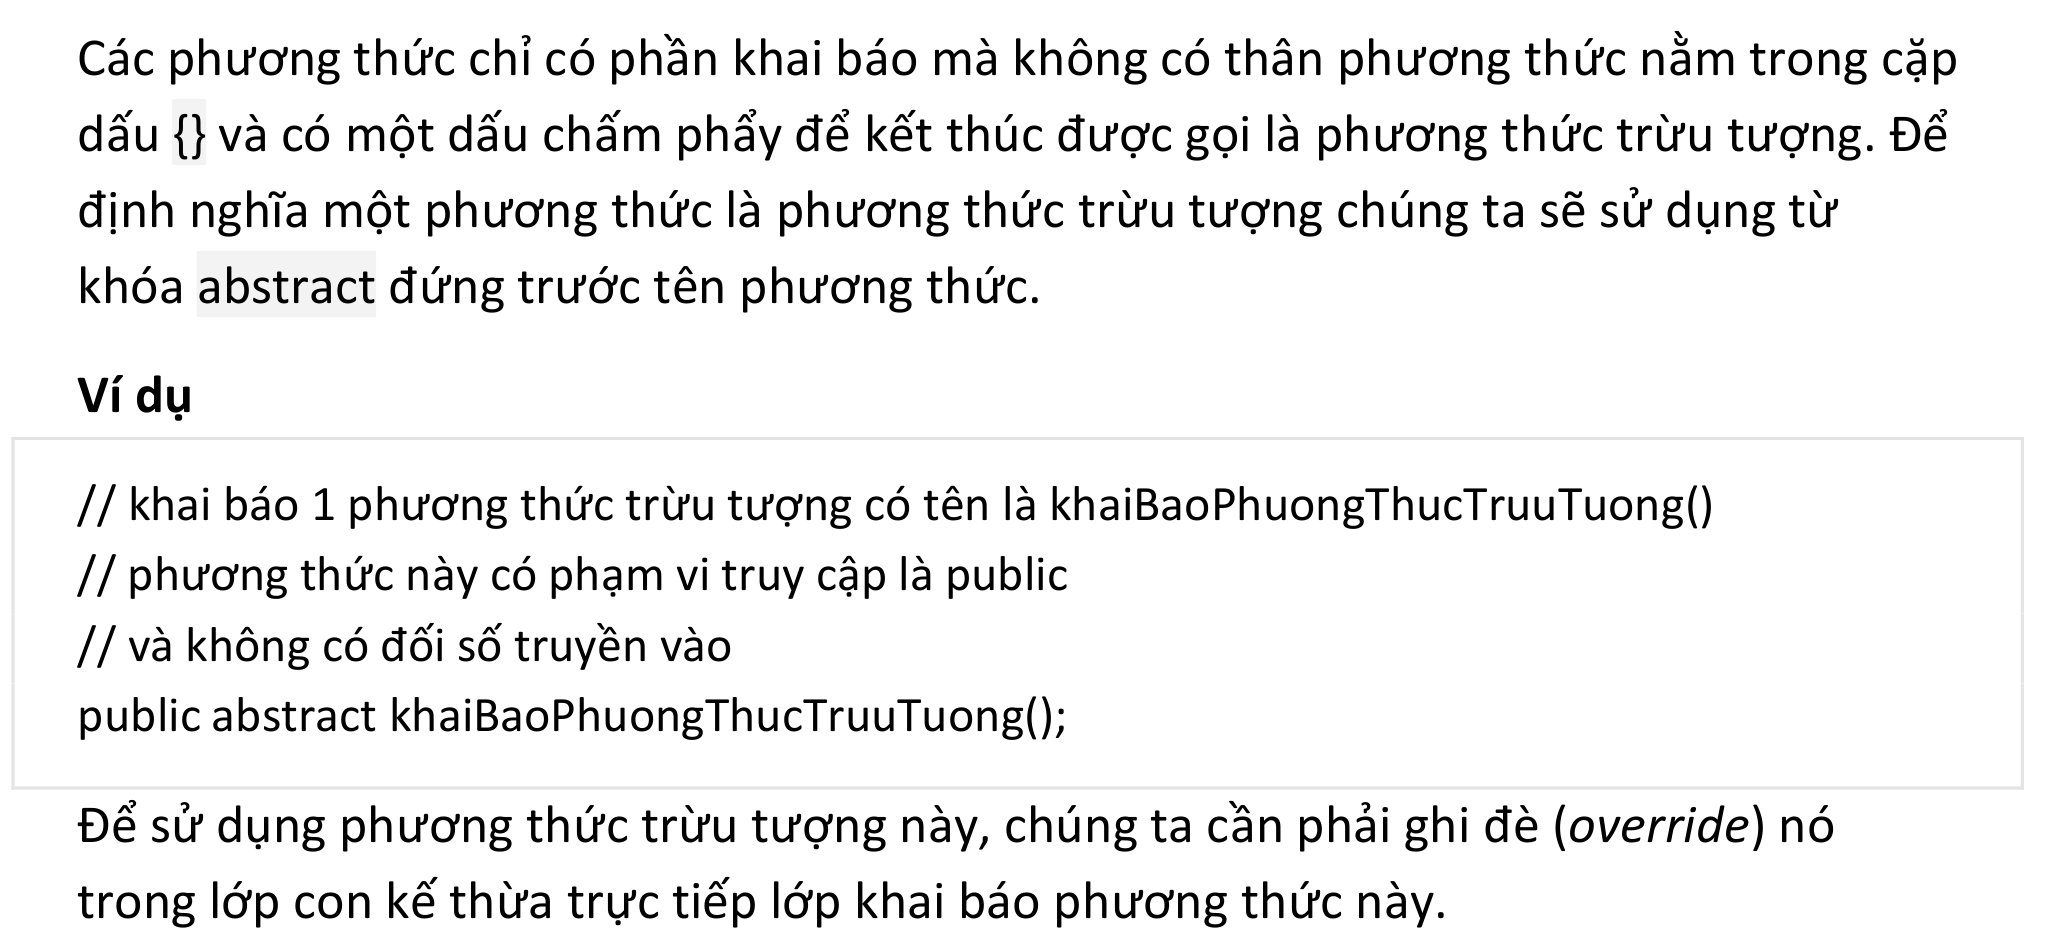 Các phương thức chỉ có phần khai báo mà không có thân phương thức nằm trong cặp
dấu {} và có một dấu chấm phẩy để kết thúc được gọi là phương thức trừu tượng. Để
định nghĩa một phương thức là phương thức trừu tượng chúng ta sẽ sử dụng từ
khóa abstract đứng trước tên phương thức.
Ví dụ
// khai báo 1 phương thức trừu tượng có tên là khaiBaoPhuongThucTruuTuong()
// phương thức này có phạm vi truy cập là public
// và không có đối số truyền vào
public abstract khaiBaoPhuongThucTruuTuong();
Để sử dụng phương thức trừu tượng này, chúng ta cần phải ghi đè (override) nó
trong lớp con kế thừa trực tiếp lớp khai báo phương thức này.